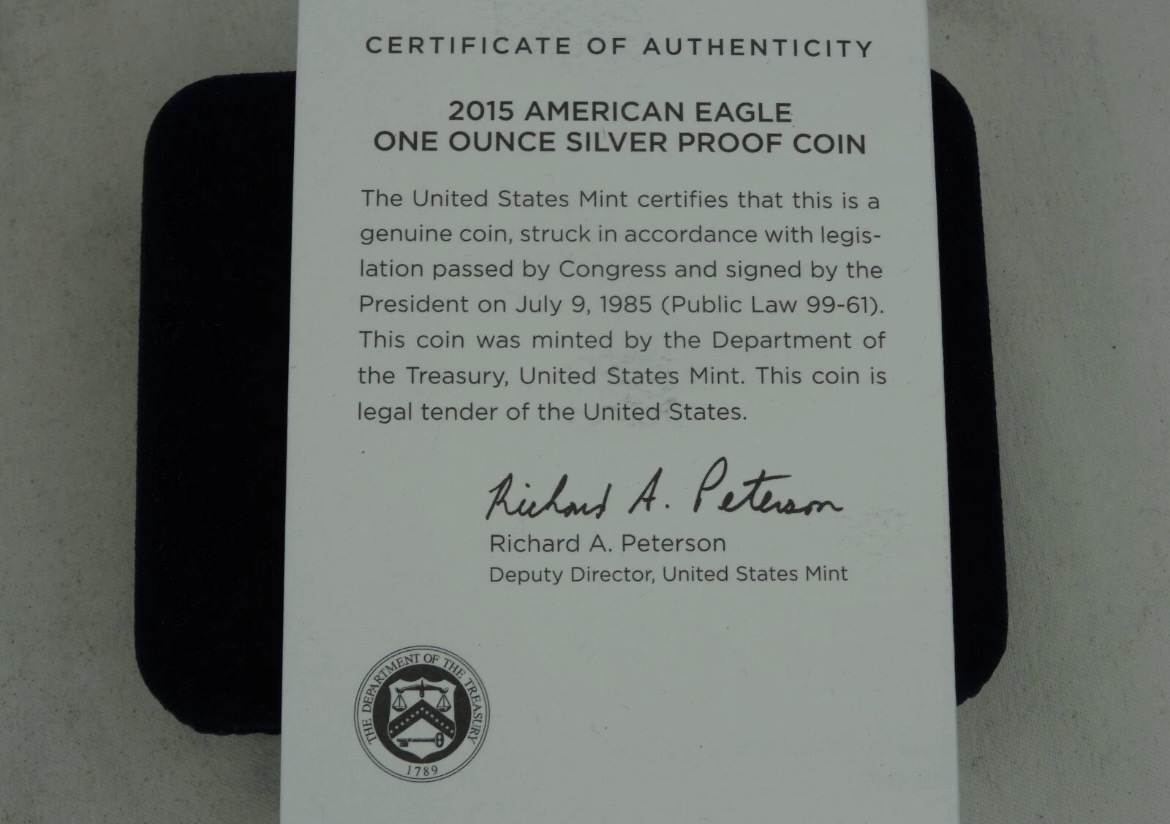 CERTIFICATE OF AUTHENTICITY
2015 AMERICAN EAGLE
ONE OUNCE SILVER PROOF COIN
The United States Mint certifies that this is a
genuine coin, struck in accordance with legis-
lation passed by Congress and signed by the
President on July 9, 1985 (Public Law 99-61).
This coin was minted by the Department of
the Treasury, United States Mint. This coin is
legal tender of the United States.
Richard A. Peterson
Richard A. Peterson
Deputy Director, United States Mint
THE DEPARTMENT OF THE TREASURY
1789